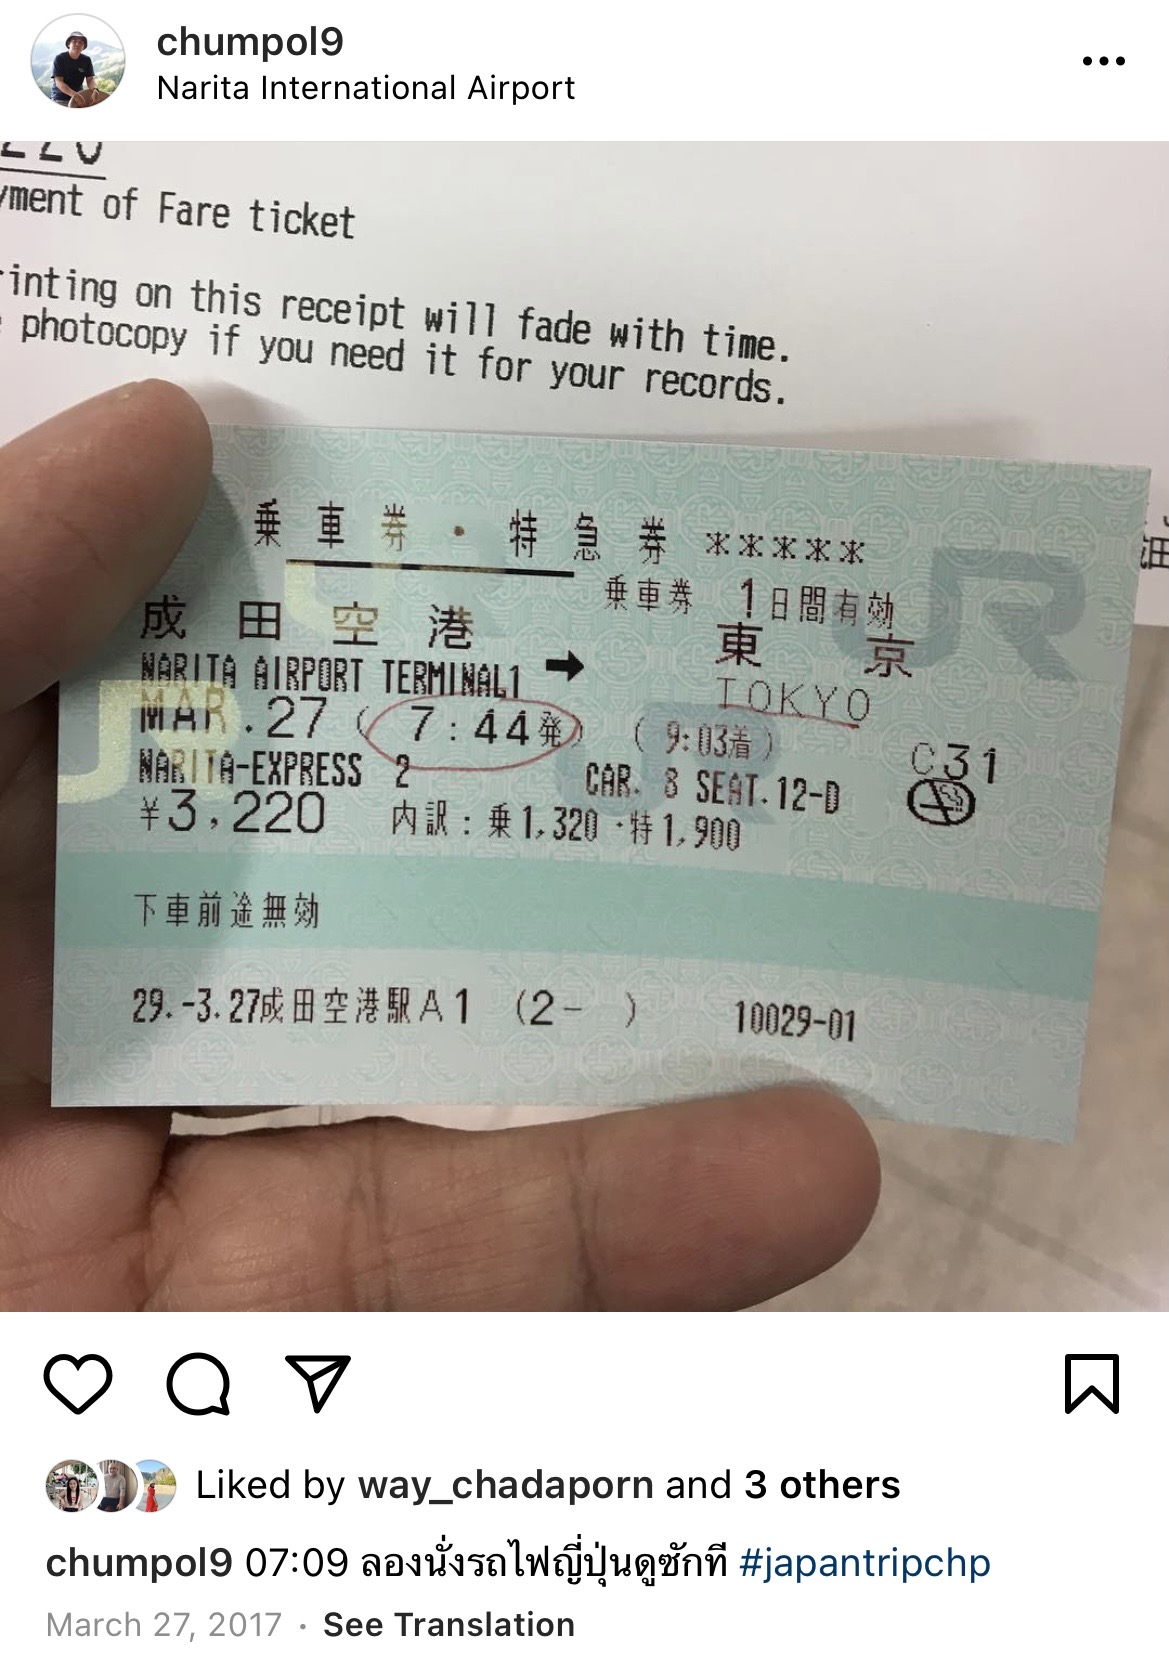 chumpol9
Narita International Airport
220
yment of Fare ticket
inting on this receipt will fade with time.
photocopy if you need it for your records.
乗車券・特急券 *****
乗車券 1日間有効
成田空港 東京
NARITA AIRPORT TERMINAL1 ➡ TOKYO
MAR.27 (7:44発) (9:03着) C31
NARITA-EXPRESS 2 CAR. 8 SEAT.12-D
¥3,220 内訳:乗1,320・特1,900
下車前途無効
29.-3.27成田空港駅A1 (2- ) 10029-01
JR
JR
JR
JR
Liked by way_chadaporn and 3 others
chumpol9 07:09 ลองนั่งรถไฟญี่ปุ่นดูซักที #japantripchp
March 27, 2017 · See Translation